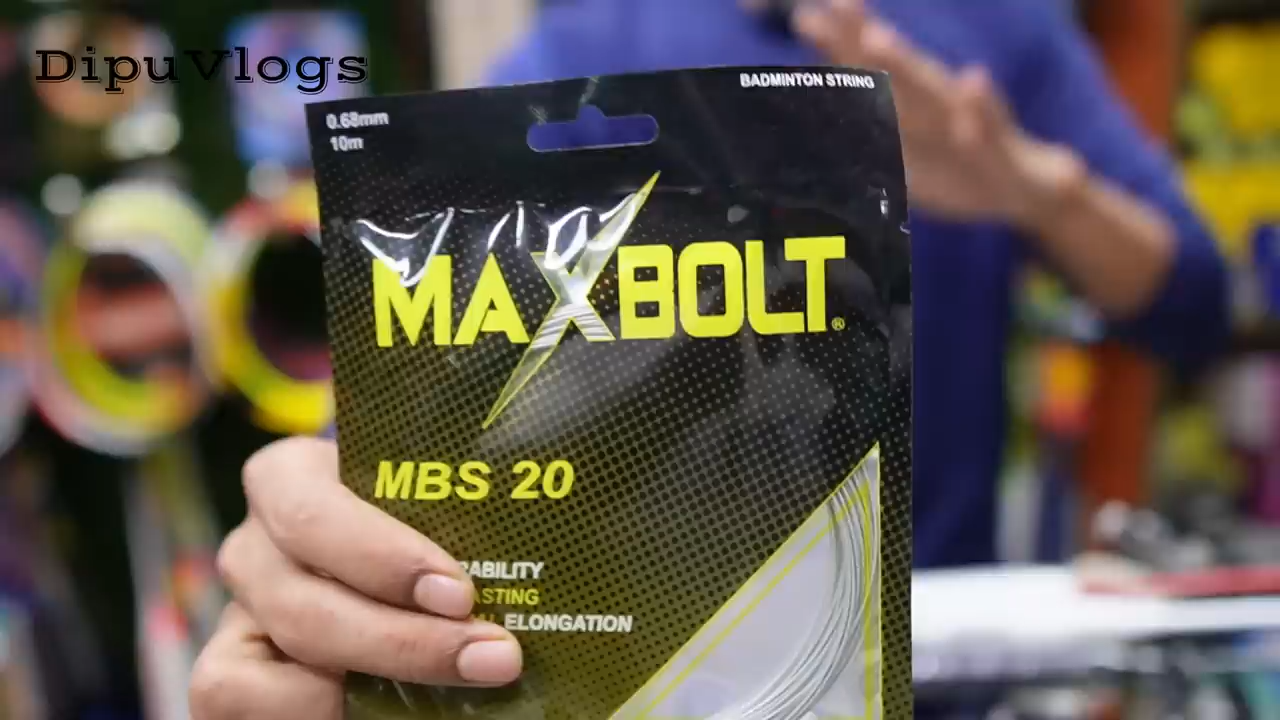 DipuVlogs
BADMINTON STRING
0.68mm
10m
MAXBOLT®
MBS 20
ELONGATION